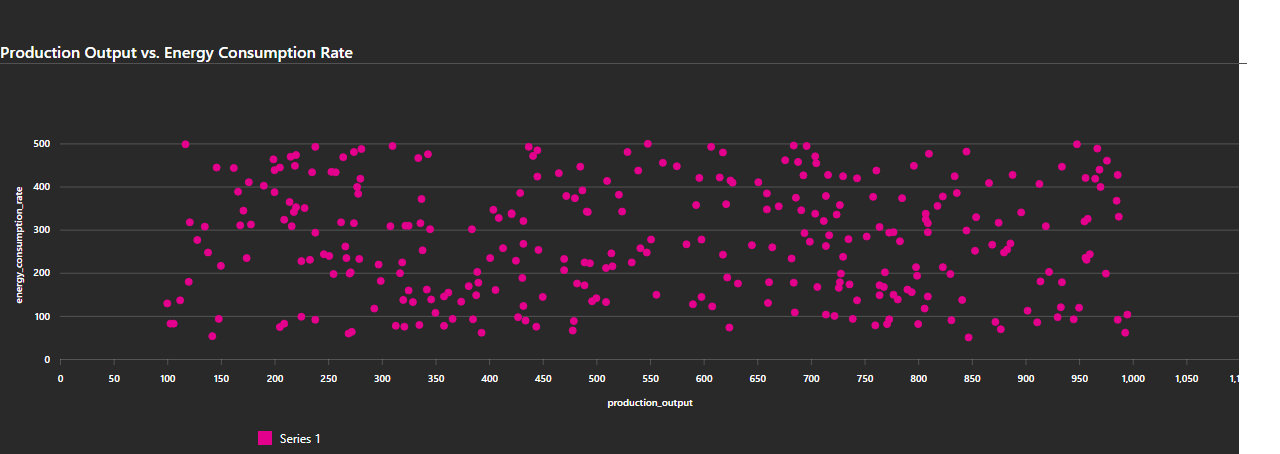 Production Output vs. Energy Consumption Rate
500
400
300
200
100
0
energy_consumption_rate
0 50 100 150 200 250 300 350 400 450 500 550 600 650 700 750 800 850 900 950 1,000 1,050 1,1
production_output
Series 1